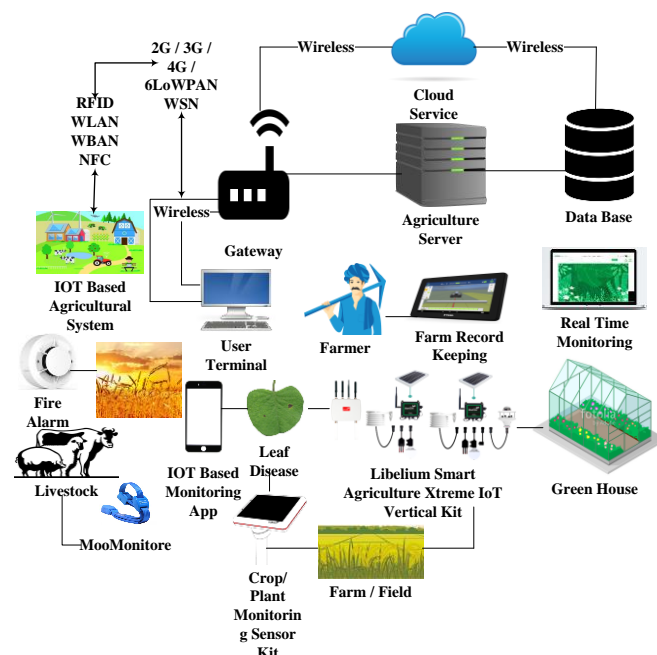 2G / 3G /
4G /
6LoWPAN
WSN
Wireless
Wireless
Cloud
Service
RFID
WLAN
WBAN
NFC
Wireless
Gateway
Agriculture
Server
Data Base
IOT Based
Agricultural
System
User
Terminal
Farmer
Farm Record
Keeping
Real Time
Monitoring
Fire
Alarm
IOT Based
Monitoring
App
Leaf
Disease
Libelium Smart
Agriculture Xtreme IoT
Vertical Kit
fotolia
Green House
Livestock
MooMonitore
Crop/
Plant
Monitorin
g Sensor
Kit
Farm / Field